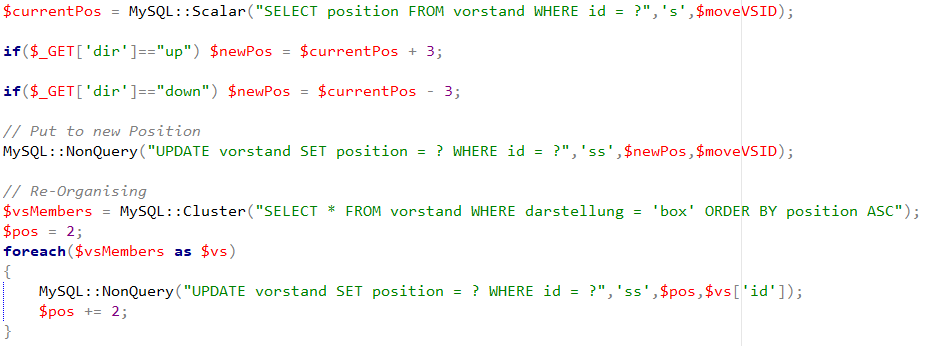 $currentPos = MySQL::Scalar("SELECT position FROM vorstand WHERE id = ?",'s',$moveVSID);
if($_GET['dir']=="up") $newPos = $currentPos + 3;
if($_GET['dir']=="down") $newPos = $currentPos - 3;
// Put to new Position
MySQL::NonQuery("UPDATE vorstand SET position = ? WHERE id = ?",'ss',$newPos,$moveVSID);
// Re-Organising
$vsMembers = MySQL::Cluster("SELECT * FROM vorstand WHERE darstellung = 'box' ORDER BY position ASC");
$pos = 2;
foreach($vsMembers as $vs)
{
    MySQL::NonQuery("UPDATE vorstand SET position = ? WHERE id = ?",'ss',$pos,$vs['id']);
    $pos += 2;
}